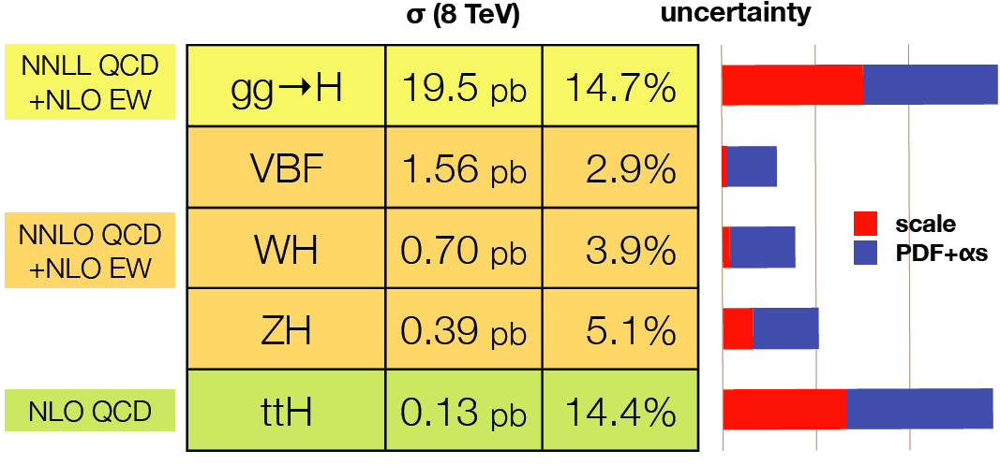 σ (8 TeV) uncertainty
NNLL QCD
+NLO EW
gg→H 19.5 pb 14.7%
VBF 1.56 pb 2.9%
NNLO QCD
+NLO EW
WH 0.70 pb 3.9%
scale
PDF+αs
ZH 0.39 pb 5.1%
NLO QCD ttH 0.13 pb 14.4%